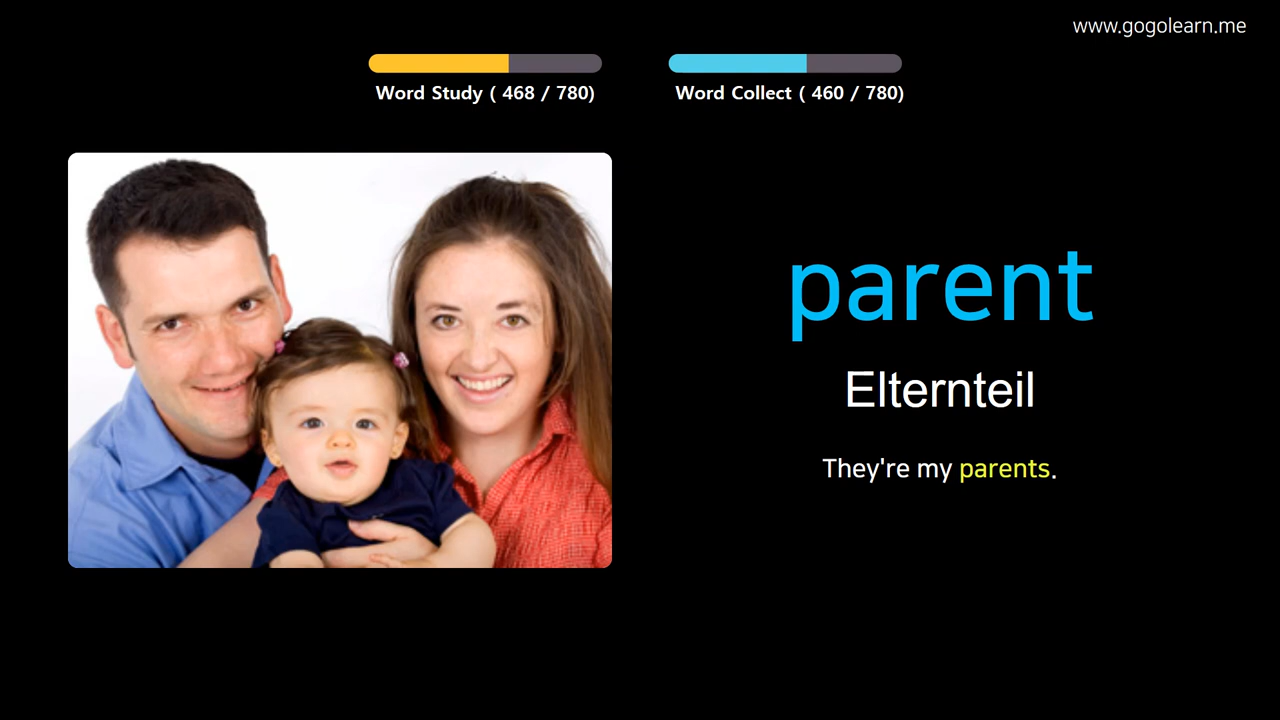 www.gogolearn.me
Word Study ( 468 / 780)
Word Collect ( 460 / 780)
parent
Elternteil
They're my parents.